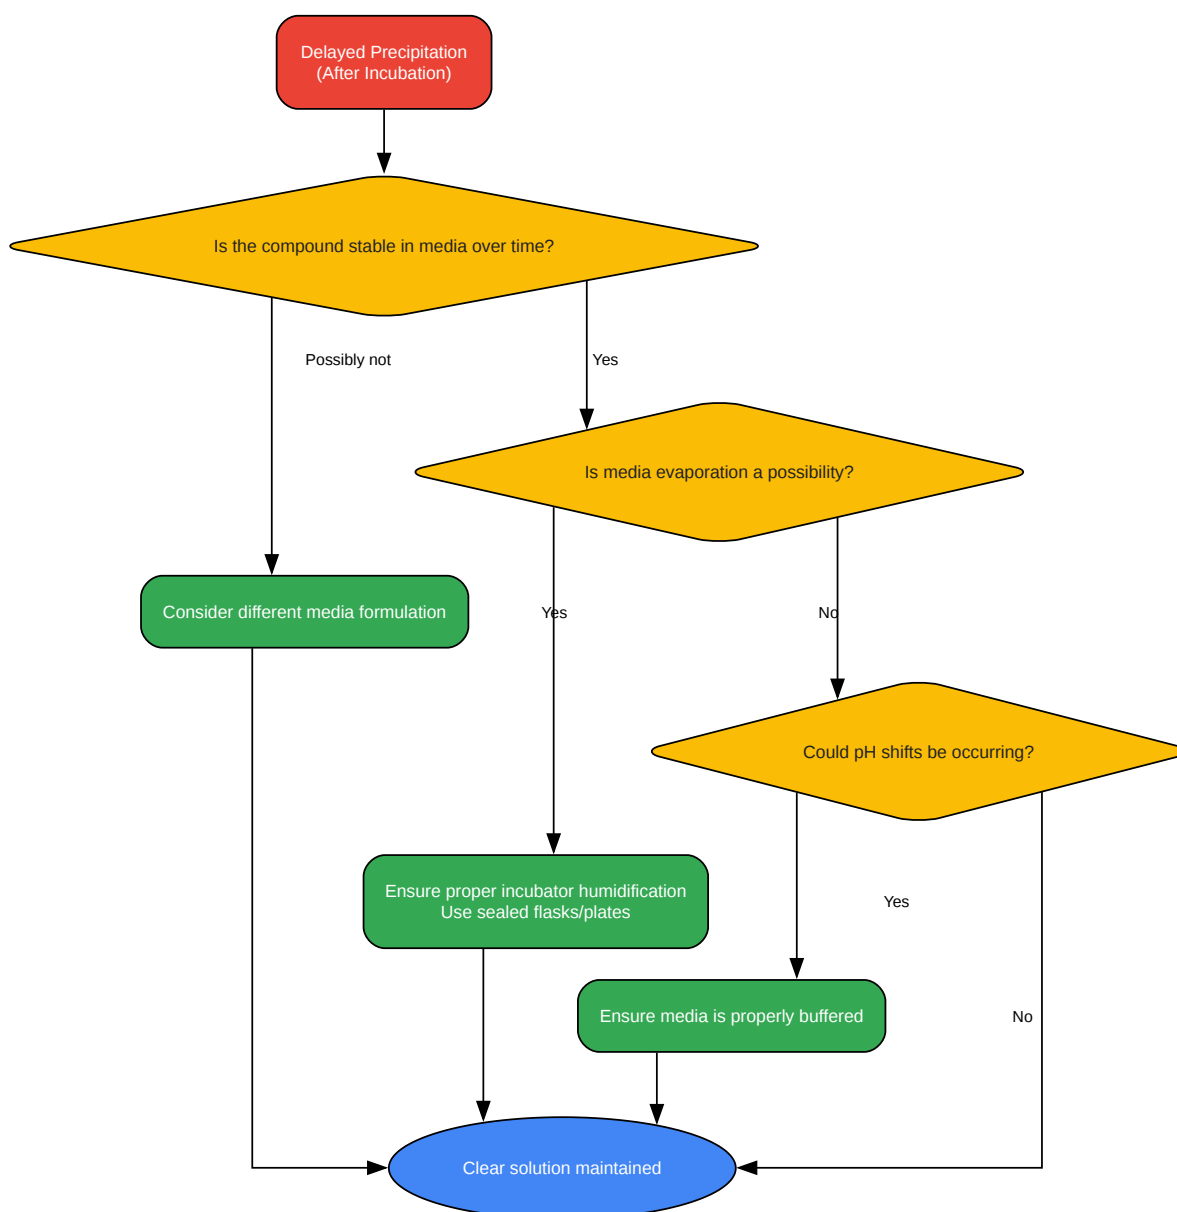 Delayed Precipitation
(After Incubation)
Is the compound stable in media over time?
Possibly not
Yes
Is media evaporation a possibility?
Consider different media formulation
Yes
No
Could pH shifts be occurring?
Ensure proper incubator humidification
Use sealed flasks/plates
Yes
Ensure media is properly buffered
No
Clear solution maintained